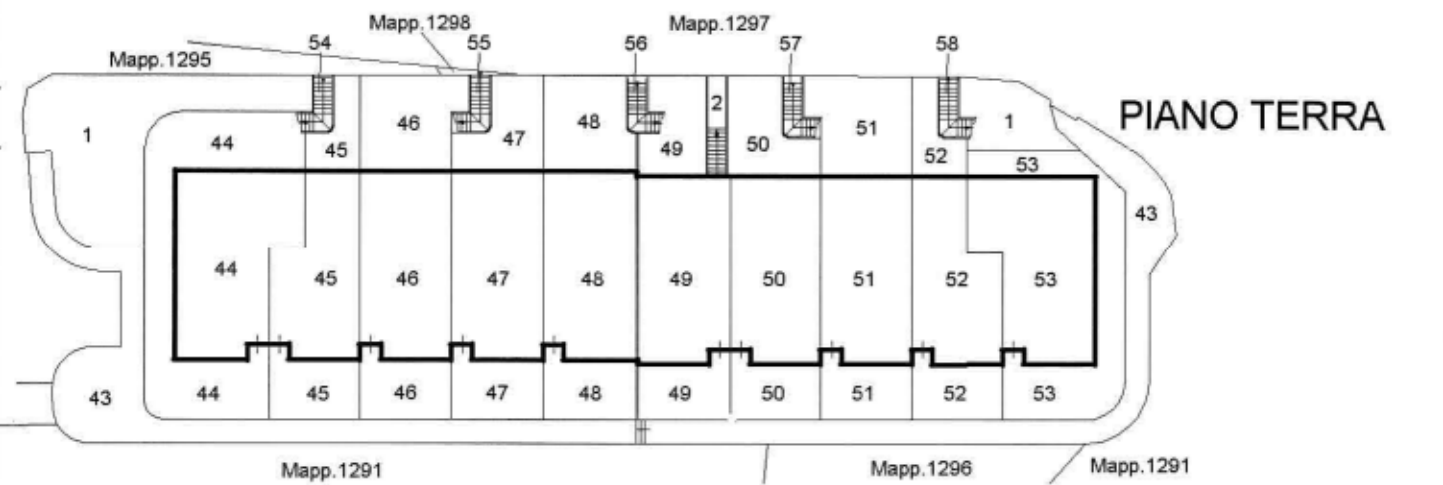 Mapp.1298
Mapp.1297
54 55 56 57 58
Mapp.1295
2
PIANO TERRA
1 46 48 51 1
44 45 47 49 50 52
53
43
44 45 46 47 48 49 50 51 52 53
43 44 45 46 47 48 49 50 51 52 53
Mapp.1291 Mapp.1296 Mapp.1291